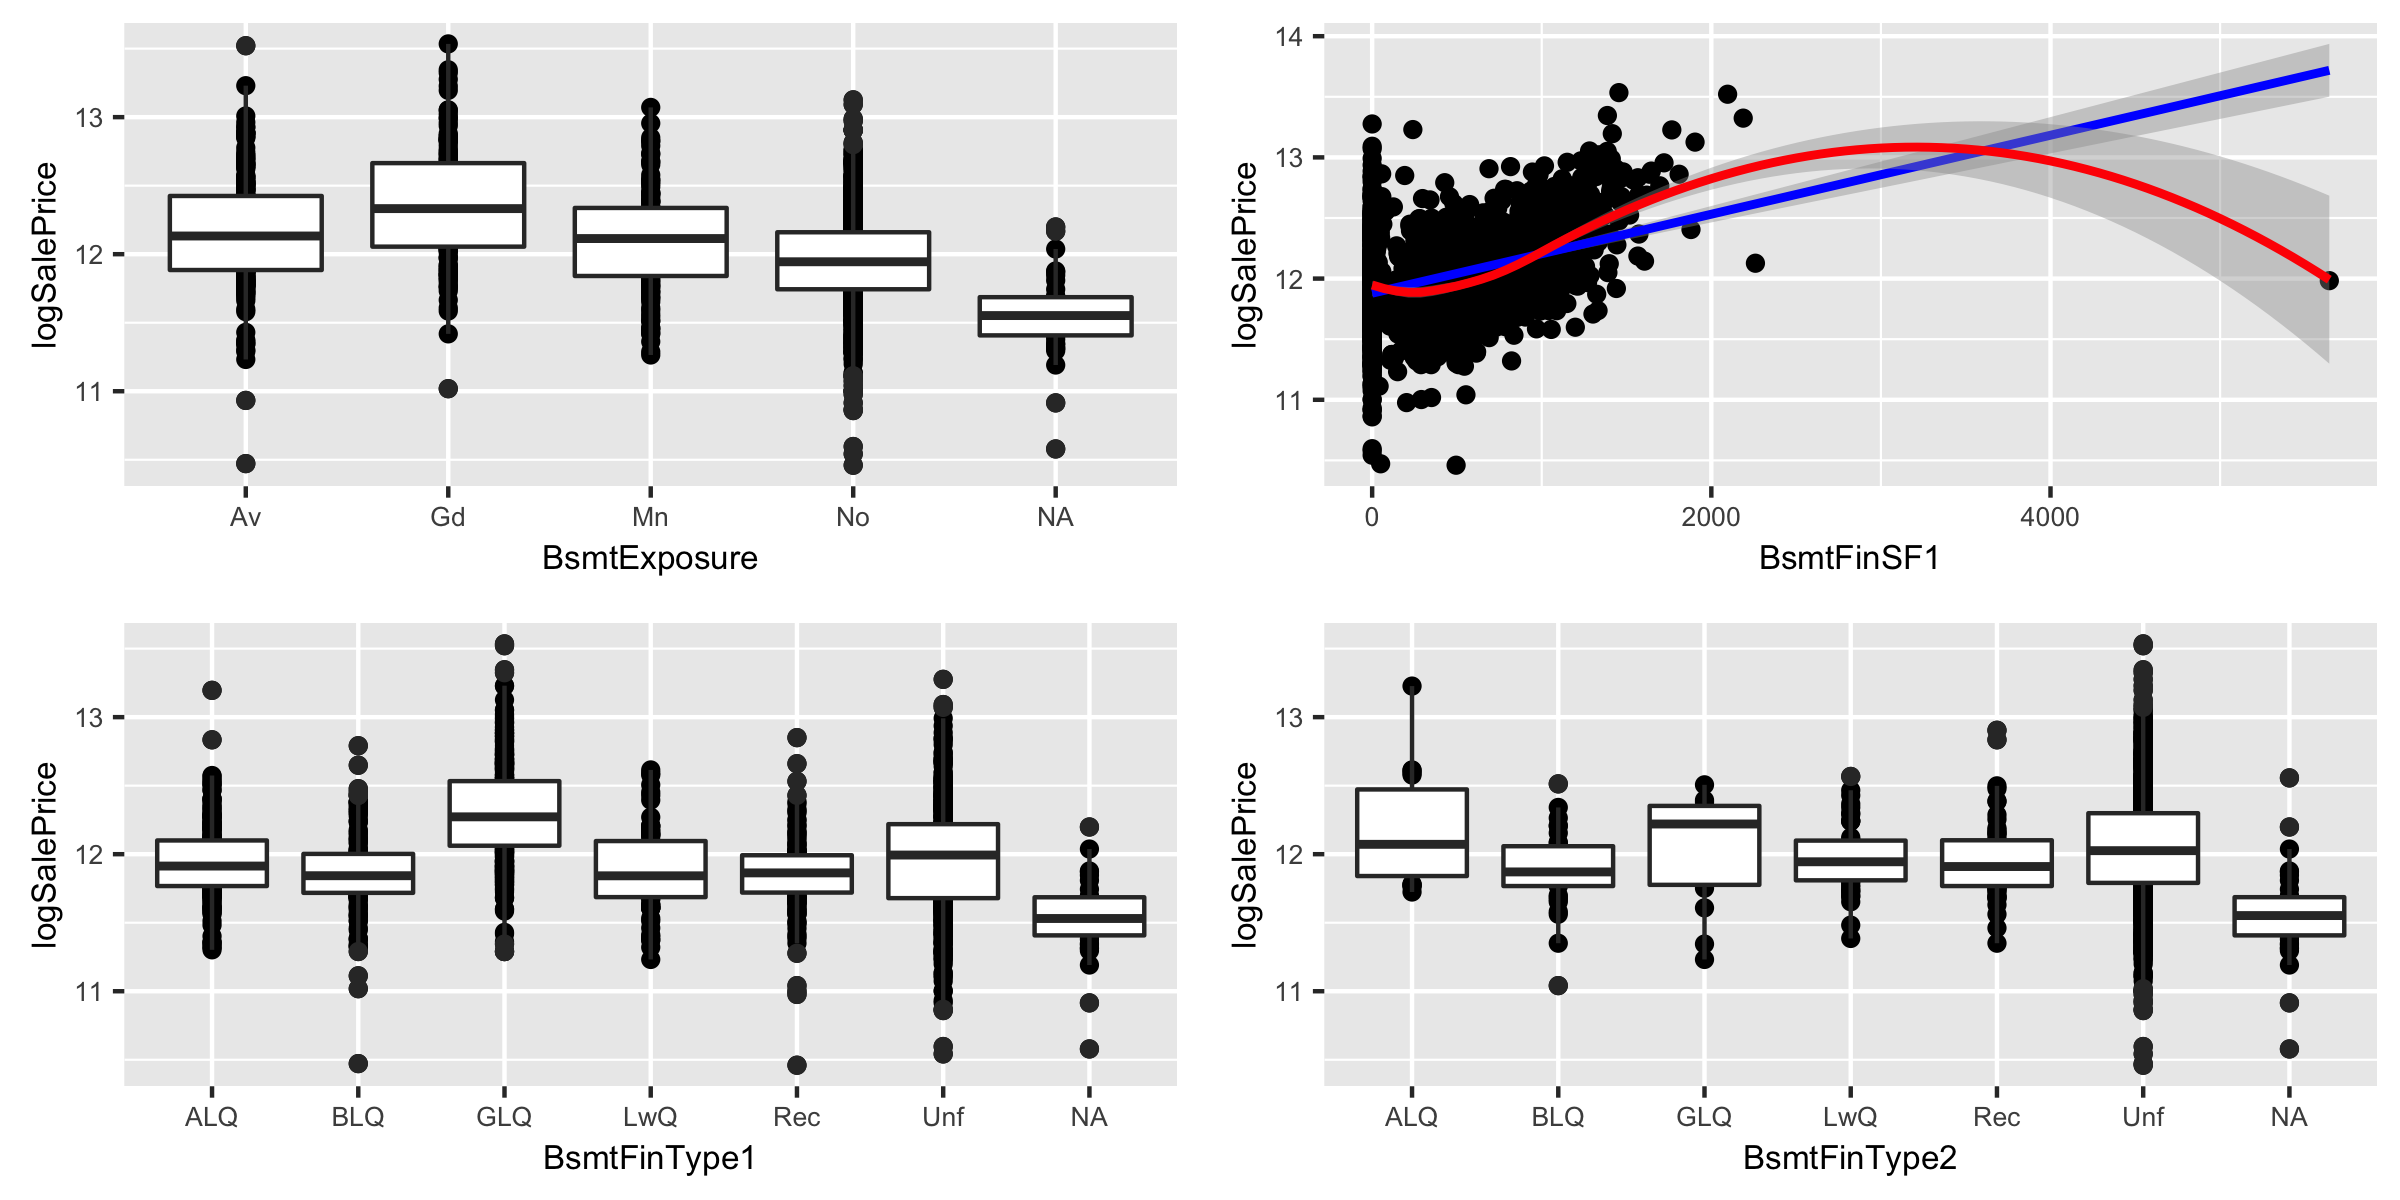 logSalePrice
13
12
11
Av Gd Mn No NA
BsmtExposure
logSalePrice
14
13
12
11
0 2000 4000
BsmtFinSF1
logSalePrice
13
12
11
ALQ BLQ GLQ LwQ Rec Unf NA
BsmtFinType1
logSalePrice
13
12
11
ALQ BLQ GLQ LwQ Rec Unf NA
BsmtFinType2